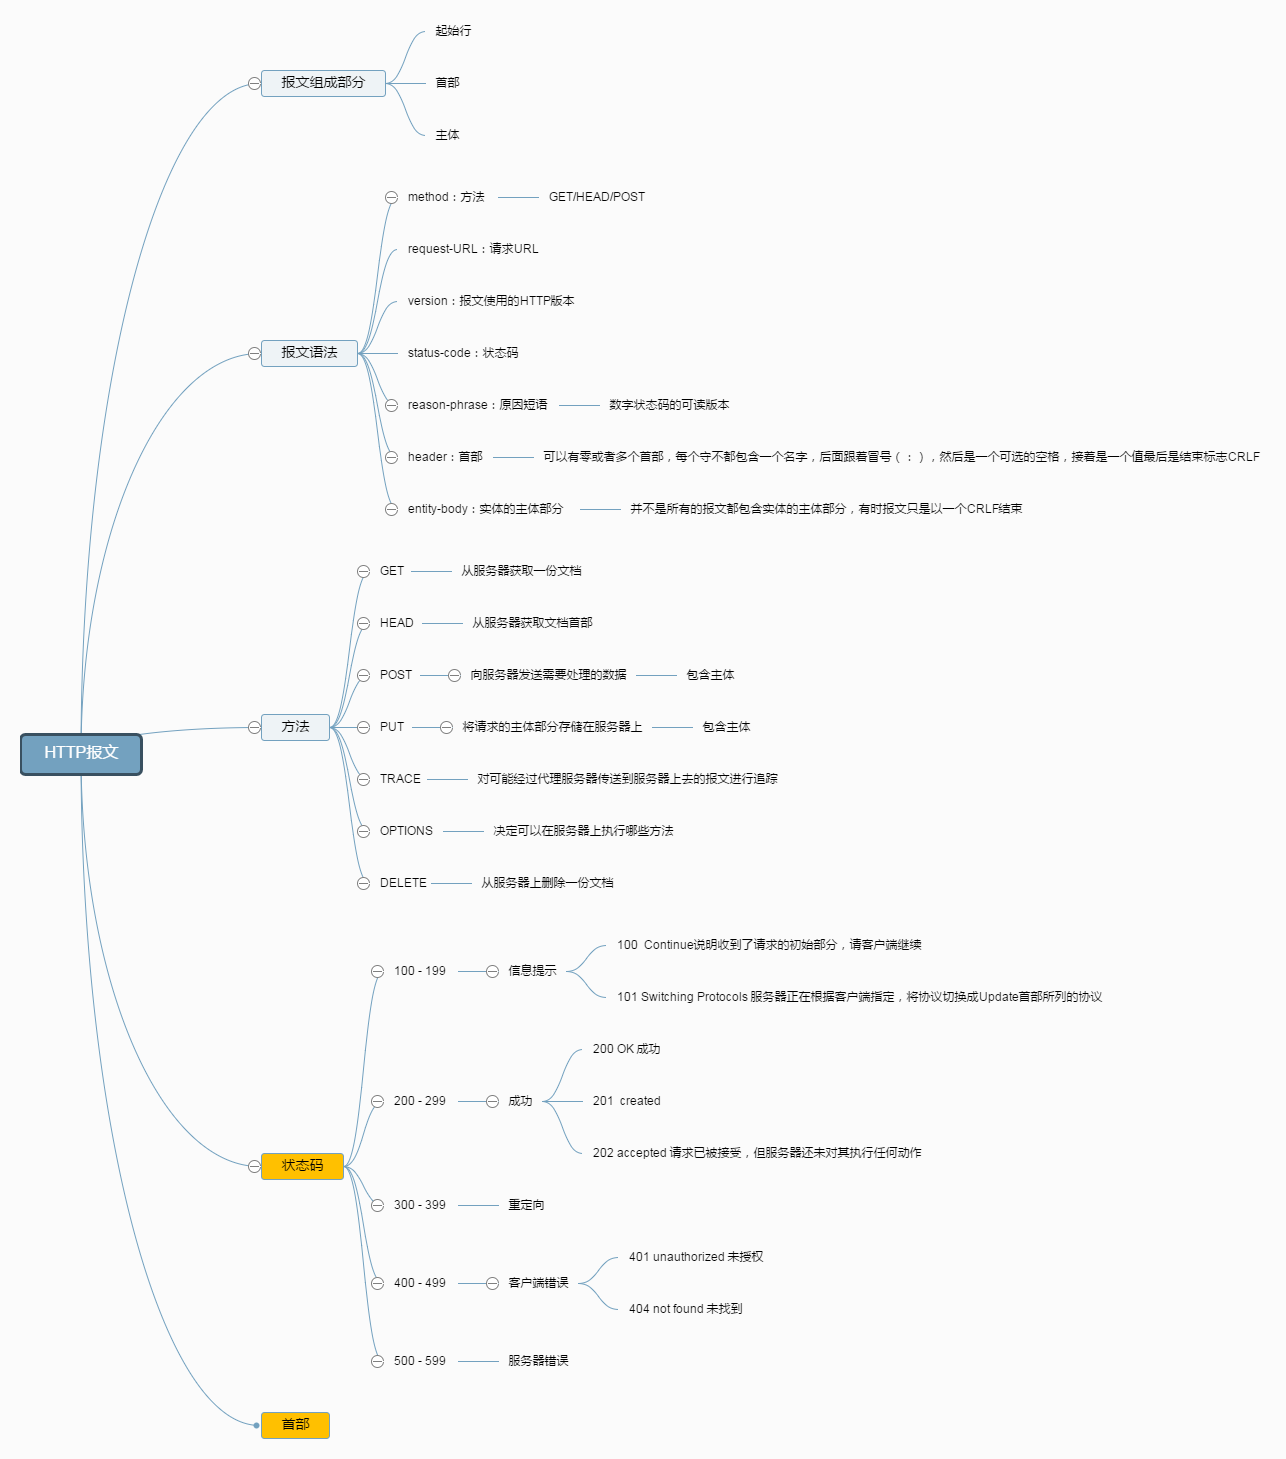 起始行
报文组成部分
首部
主体
method：方法
GET/HEAD/POST
request-URL：请求URL
version：报文使用的HTTP版本
报文语法
status-code：状态码
reason-phrase：原因短语
数字状态码的可读版本
header：首部
可以有零或者多个首部，每个守不都包含一个名字，后面跟着冒号（：），然后是一个可选的空格，接着是一个值最后是结束标志CRLF
entity-body：实体的主体部分
并不是所有的报文都包含实体的主体部分，有时报文只是以一个CRLF结束
GET
从服务器获取一份文档
HEAD
从服务器获取文档首部
POST
向服务器发送需要处理的数据
包含主体
方法
PUT
将请求的主体部分存储在服务器上
包含主体
HTTP报文
TRACE
对可能经过代理服务器传送到服务器上去的报文进行追踪
OPTIONS
决定可以在服务器上执行哪些方法
DELETE
从服务器上删除一份文档
100 - 199
信息提示
100  Continue说明收到了请求的初始部分，请客户端继续
101 Switching Protocols 服务器正在根据客户端指定，将协议切换成Update首部所列的协议
200 - 299
成功
200 OK 成功
201  created
202 accepted 请求已被接受，但服务器还未对其执行任何动作
状态码
300 - 399
重定向
400 - 499
客户端错误
401 unauthorized 未授权
404 not found 未找到
500 - 599
服务器错误
首部